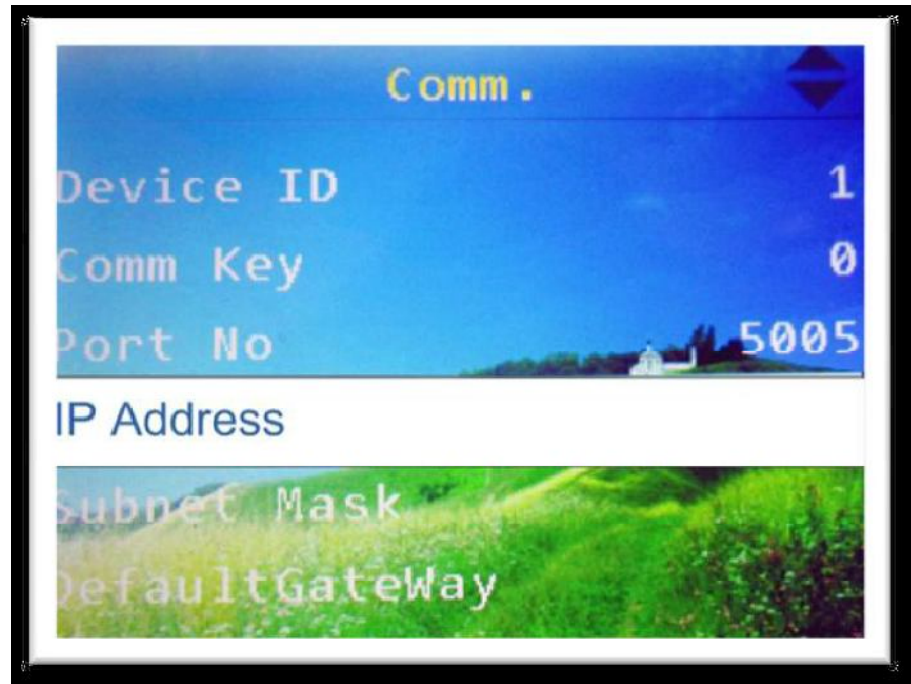 Comm.
Device ID 1
Comm Key 0
Port No 5005
IP Address
Subnet Mask
DefaultGateWay